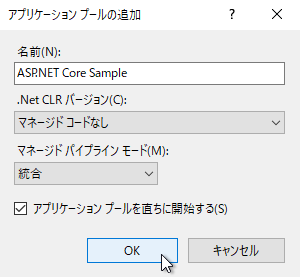 アプリケーション プールの追加
?
名前(N):
ASP.NET Core Sample
.Net CLR バージョン(C):
マネージド コードなし
マネージド パイプライン モード(M):
統合
アプリケーション プールを直ちに開始する(S)
OK
キャンセル